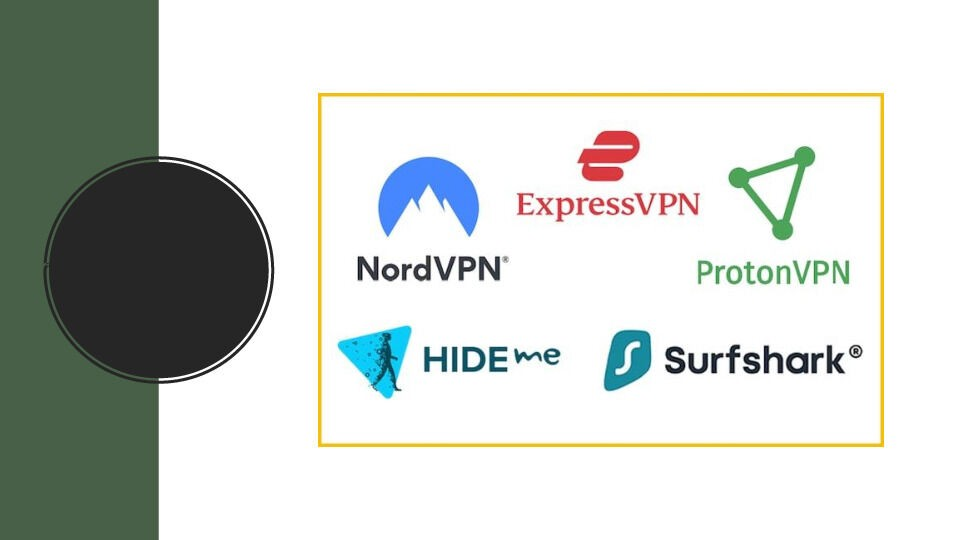 ExpressVPN
NordVPN®
ProtonVPN
HIDE me
Surfshark®